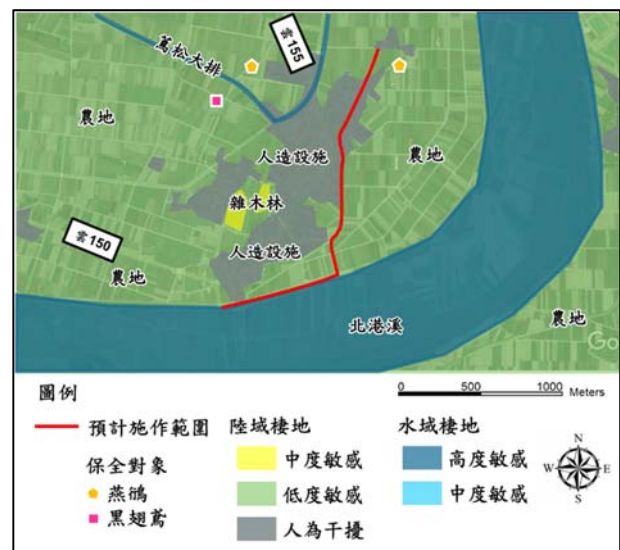 蔦松大排
雲155
農地
人造設施
農地
雜木林
雲150
人造設施
農地
北港溪
農地
Go
圖例
0 500 1000 Meters
預計施作範圍
陸域棲地
水域棲地
保全對象
中度敏感
高度敏感
燕鴴
低度敏感
中度敏感
黑翅鳶
人為干擾
N
W E
S